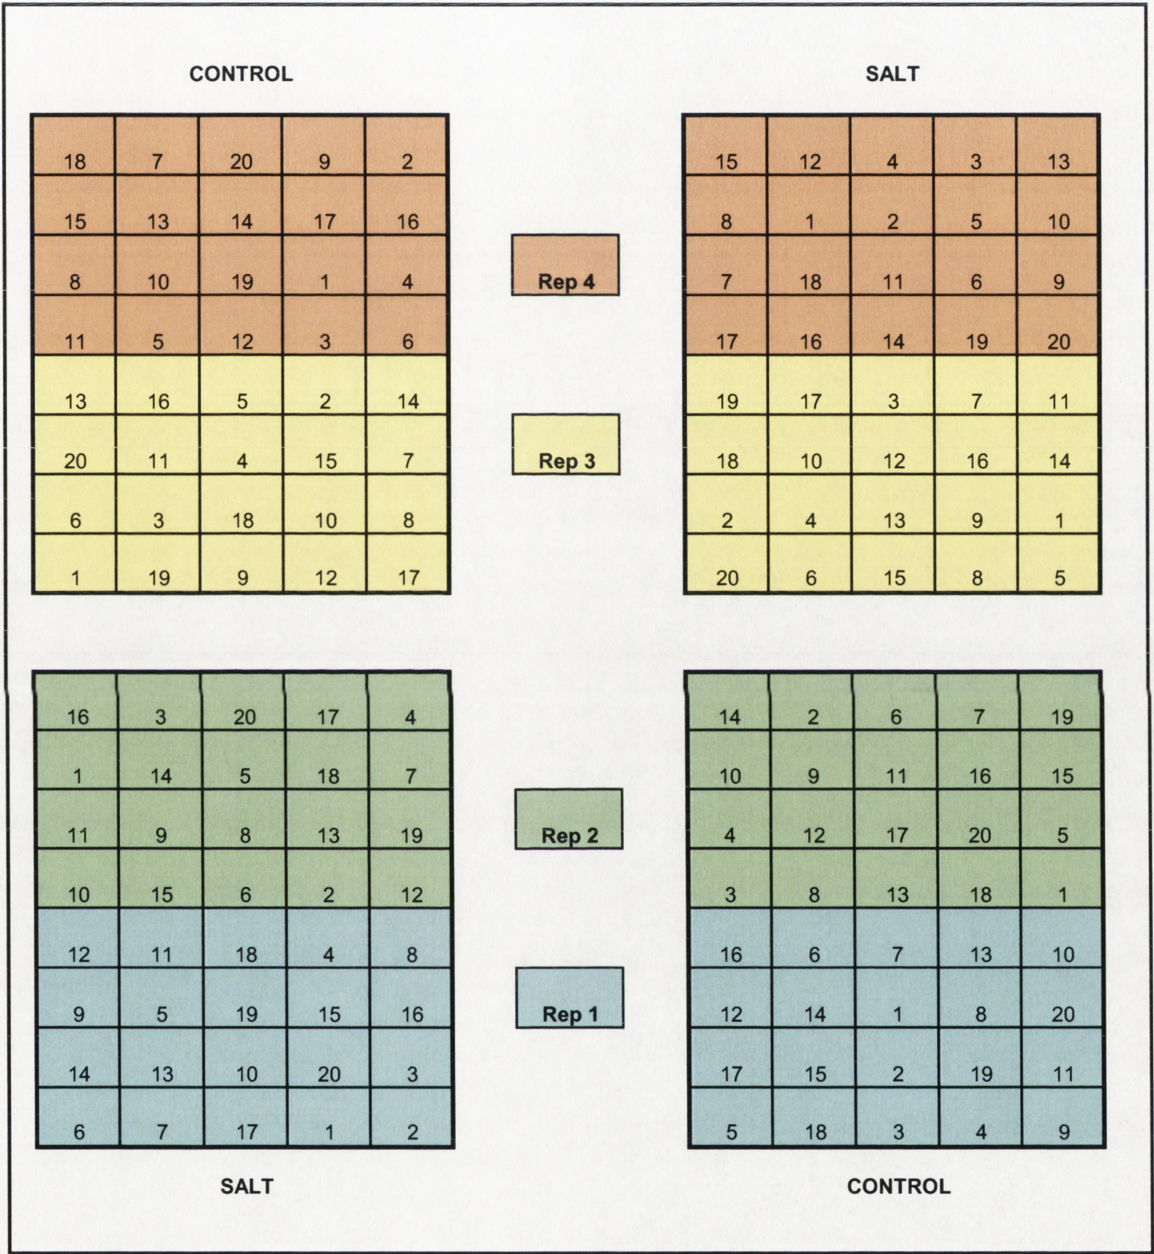 CONTROL SALT
18 7 20 9 2 15 12 4 3 13
15 13 14 17 16 8 1 2 5 10
8 10 19 1 4 Rep 4 7 18 11 6 9
11 5 12 3 6 17 16 14 19 20
13 16 5 2 14 19 17 3 7 11
20 11 4 15 7 Rep 3 18 10 12 16 14
6 3 18 10 8 2 4 13 9 1
1 19 9 12 17 20 6 15 8 5
16 3 20 17 4 14 2 6 7 19
1 14 5 18 7 10 9 11 16 15
11 9 8 13 19 Rep 2 4 12 17 20 5
10 15 6 2 12 3 8 13 18 1
12 11 18 4 8 16 6 7 13 10
9 5 19 15 16 Rep 1 12 14 1 8 20
14 13 10 20 3 17 15 2 19 11
6 7 17 1 2 5 18 3 4 9
SALT CONTROL